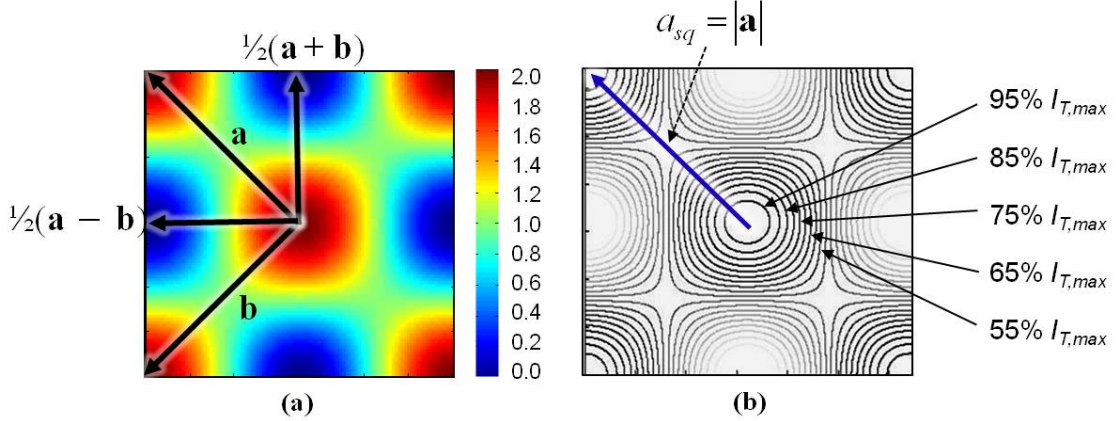 ½(a + b)
a
½(a − b)
b
2.0
1.8
1.6
1.4
1.2
1.0
0.8
0.6
0.4
0.2
0.0
(a)
a_sq = |a|
95% I_T,max
85% I_T,max
75% I_T,max
65% I_T,max
55% I_T,max
(b)